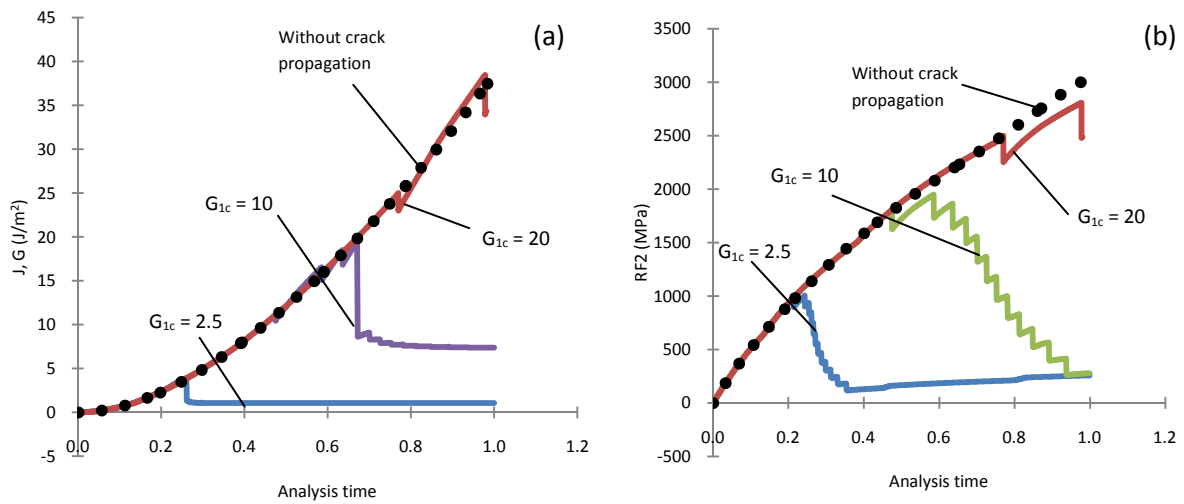 (a)
45
40
35
30
25
20
15
10
5
0
-5
J, G (J/m²)
Without crack
propagation
G1c = 10
G1c = 20
G1c = 2.5
0.0 0.2 0.4 0.6 0.8 1.0 1.2
Analysis time
(b)
3500
3000
2500
2000
1500
1000
500
0
-500
RF2 (MPa)
Without crack
propagation
G1c = 10
G1c = 20
G1c = 2.5
0.0 0.2 0.4 0.6 0.8 1.0 1.2
Analysis time